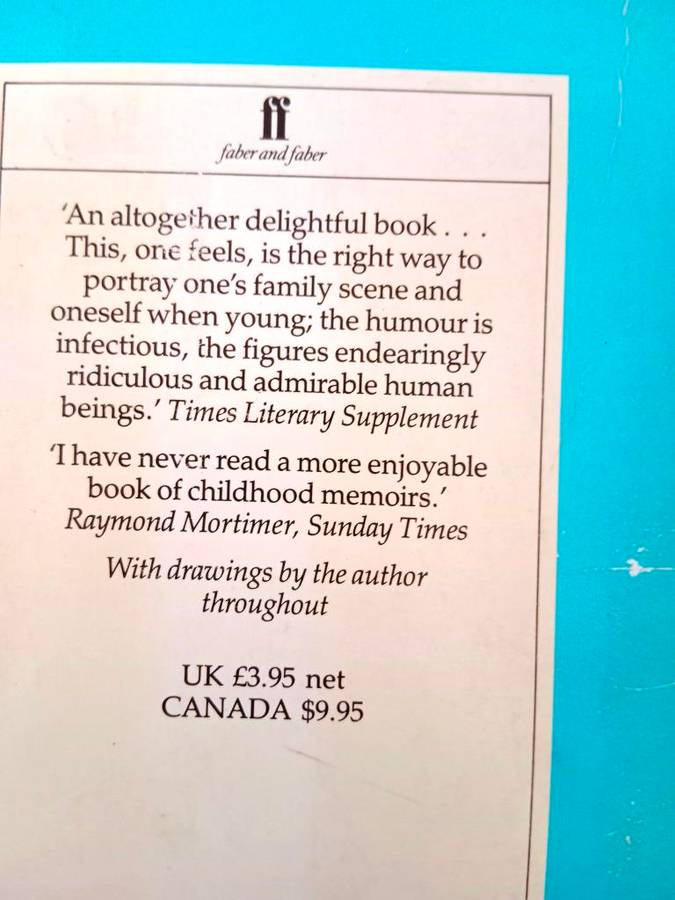 ff
faber and faber
‘An altogether delightful book . . .
This, one feels, is the right way to
portray one’s family scene and
oneself when young; the humour is
infectious, the figures endearingly
ridiculous and admirable human
beings.’ Times Literary Supplement
‘I have never read a more enjoyable
book of childhood memoirs.’
Raymond Mortimer, Sunday Times
With drawings by the author
throughout
UK £3.95 net
CANADA $9.95